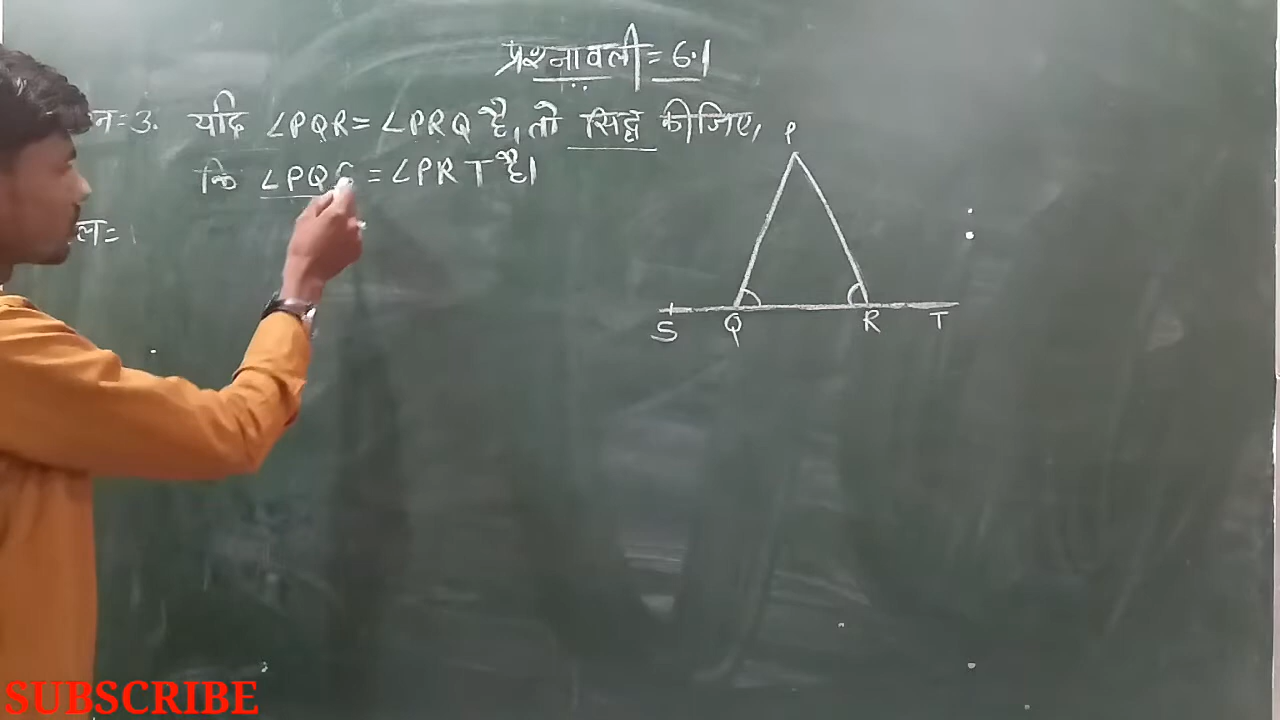 प्रश्नावली = 6.1
न=3. यदि ∠PQR = ∠PRQ है, तो सिद्ध कीजिए,
कि ∠PQS = ∠PRT है।
ल=
P
S Q R T
SUBSCRIBE